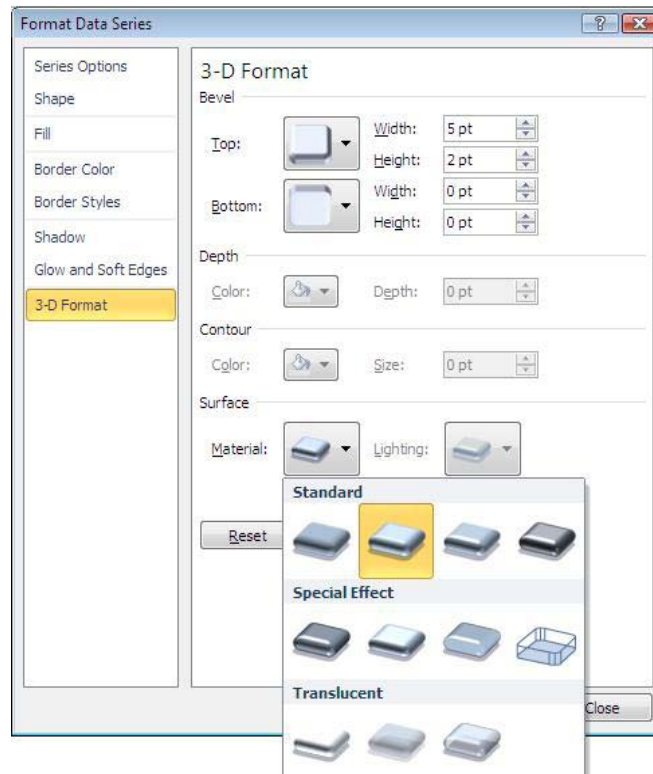 Format Data Series
Series Options
Shape
Fill
Border Color
Border Styles
Shadow
Glow and Soft Edges
3-D Format
3-D Format
Bevel
Top:
Width: 5 pt
Height: 2 pt
Bottom:
Width: 0 pt
Height: 0 pt
Depth
Color:
Depth: 0 pt
Contour
Color:
Size: 0 pt
Surface
Material:
Lighting:
Reset
Standard
Special Effect
Translucent
Close